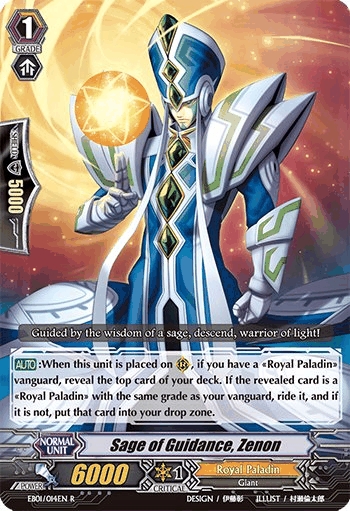 1
GRADE
SHIELD
5000
Guided by the wisdom of a sage, descend, warrior of light!
AUTO:When this unit is placed on R, if you have a «Royal Paladin»
vanguard, reveal the top card of your deck. If the revealed card is a
«Royal Paladin» with the same grade as your vanguard, ride it, and if
it is not, put that card into your drop zone.
NORMAL
UNIT
Sage of Guidance, Zenon
POWER
6000
1
CRITICAL
Royal Paladin
Giant
EB01/014EN R
DESIGN / 伊藤彰
ILLUST / 村瀬倫太郎